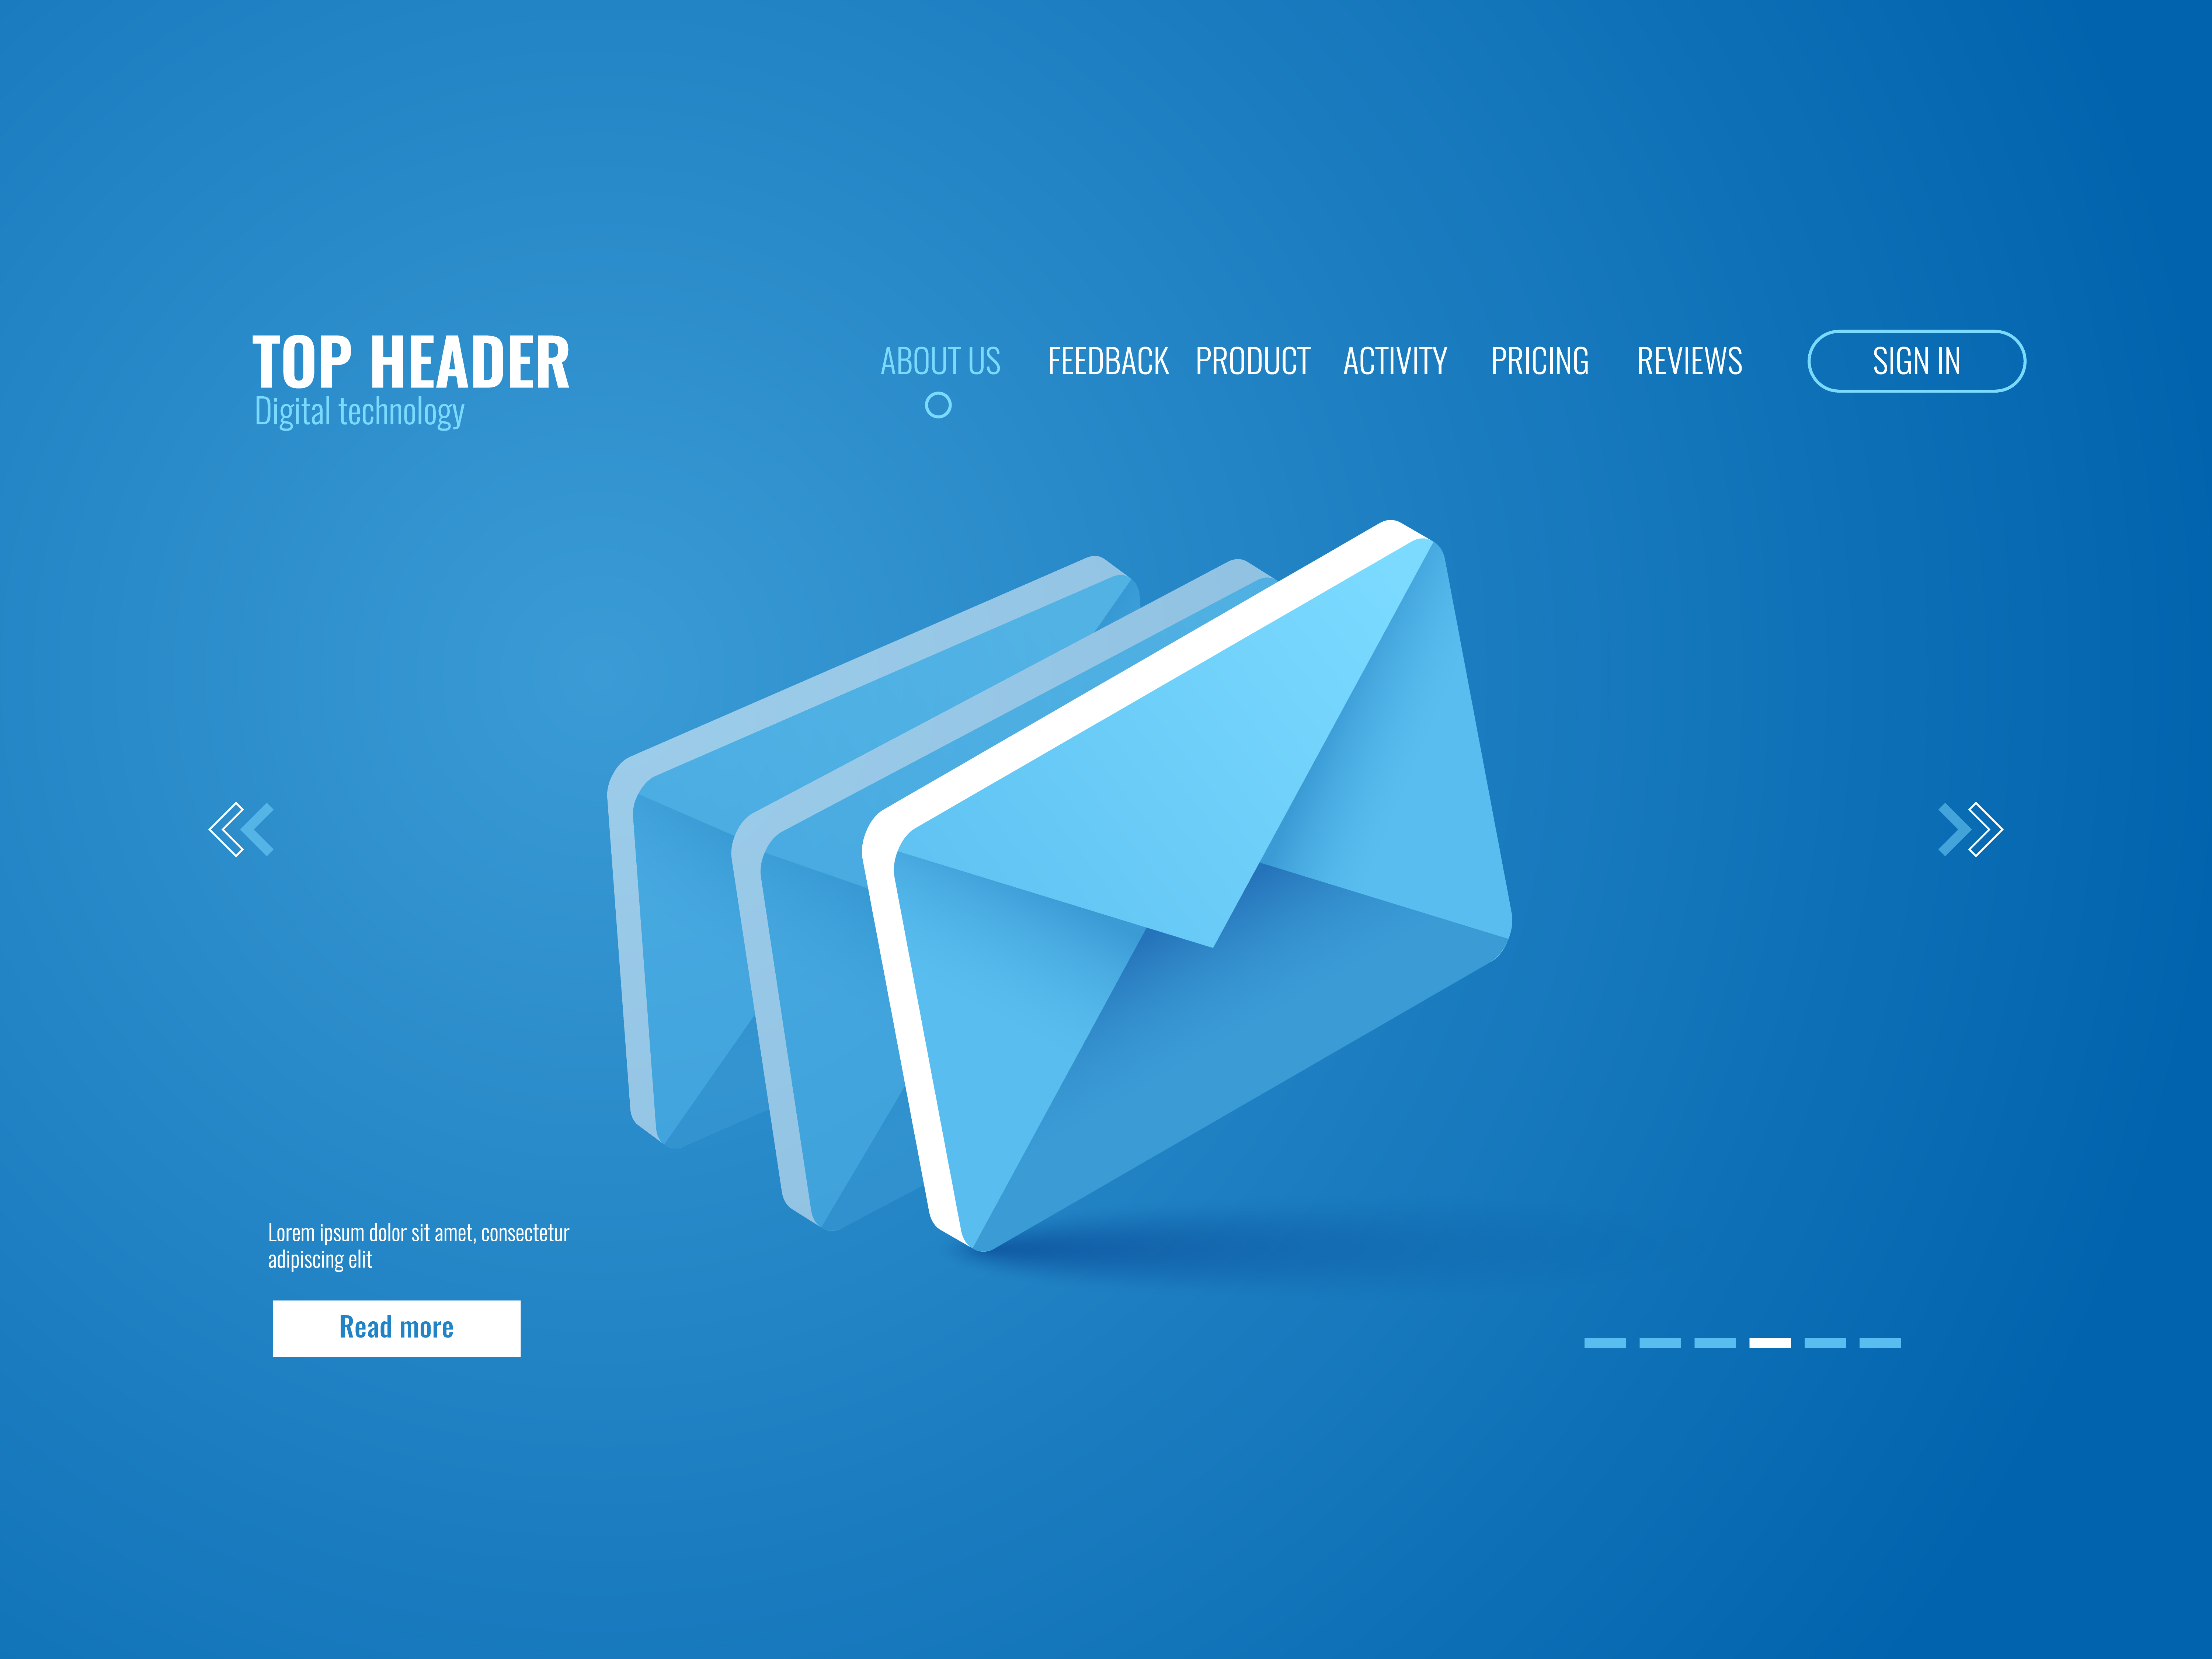 TOP HEADER
Digital technology
ABOUT US FEEDBACK PRODUCT ACTIVITY PRICING REVIEWS SIGN IN
Lorem ipsum dolor sit amet, consectetur
adipiscing elit
Read more